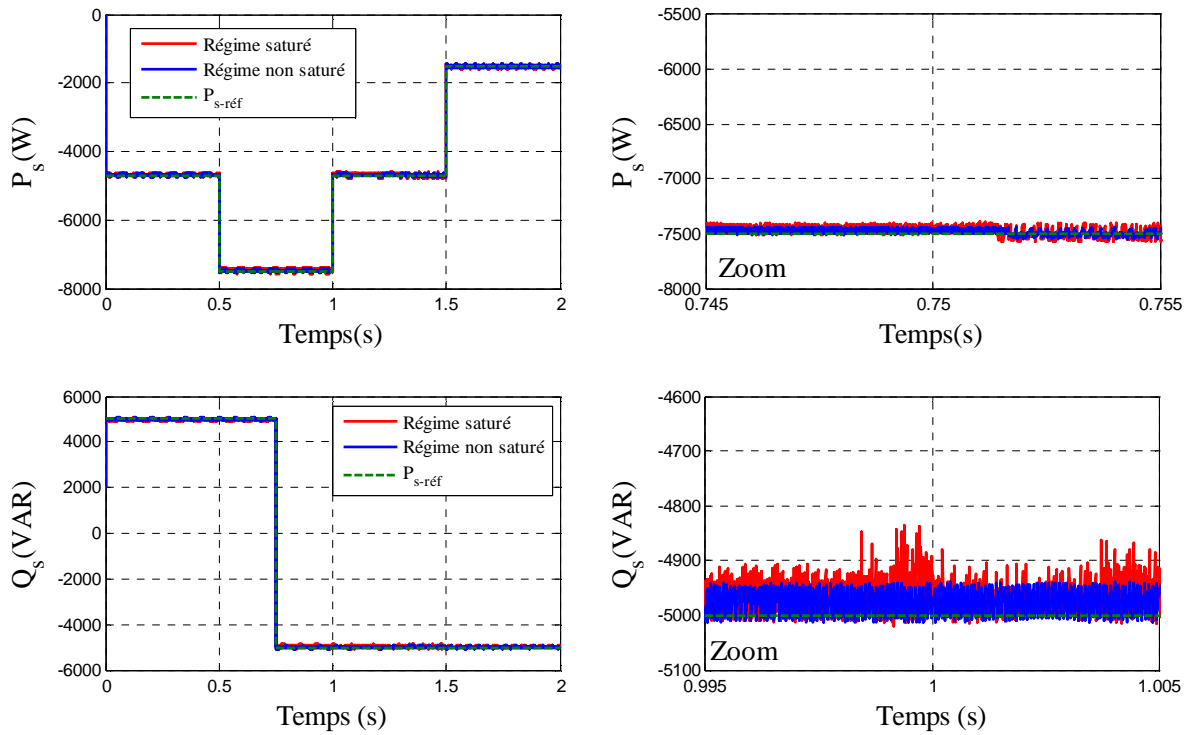 0
-2000
-4000
-6000
-8000
0
0.5
1
1.5
2
P_s (W)
Temps(s)
Régime saturé
Régime non saturé
P_s-réf
-5500
-6000
-6500
-7000
-7500
-8000
0.745
0.75
0.755
P_s (W)
Temps(s)
Zoom
6000
4000
2000
0
-2000
-4000
-6000
0
0.5
1
1.5
2
Q_s (VAR)
Temps (s)
Régime saturé
Régime non saturé
P_s-réf
-4600
-4700
-4800
-4900
-5000
-5100
0.995
1
1.005
Q_s (VAR)
Temps (s)
Zoom